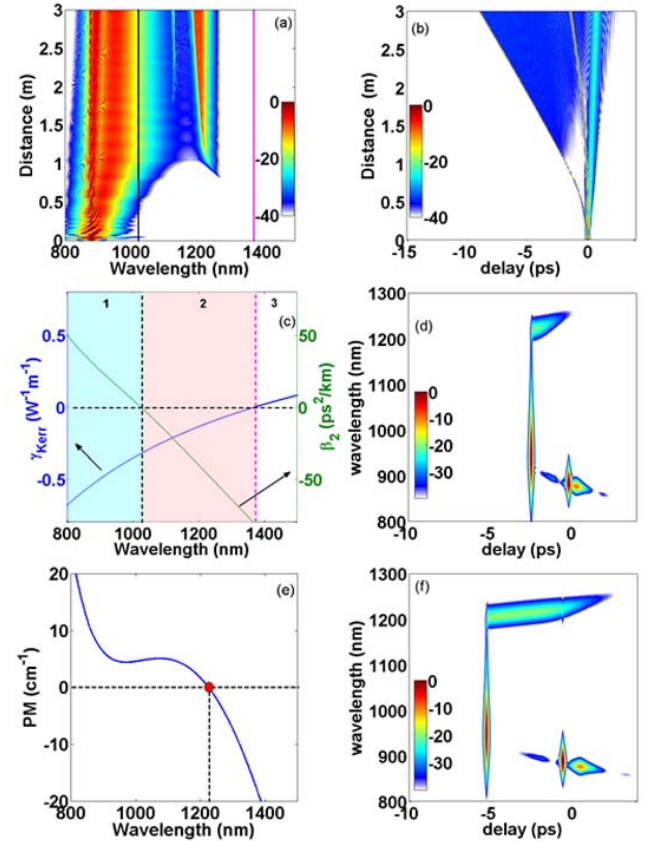 3
2.5
2
1.5
1
0.5
0
Distance (m)
(a)
0
-20
-40
800 1000 1200 1400
Wavelength (nm)
3
2.5
2
1.5
1
0.5
0
Distance (m)
(b)
0
-10
-20
-30
-40
-15 -10 -5 0
delay (ps)
1 2 3
(c)
0.5
0
-0.5
γKerr (W-1m-1)
50
0
-50
β2 (ps2/km)
800 1000 1200 1400
Wavelength (nm)
1300
1200
1100
1000
900
800
wavelength (nm)
(d)
0
-10
-20
-30
-10 -5 0
delay (ps)
20
10
0
-10
-20
PM (cm-1)
(e)
800 1000 1200 1400
Wavelength (nm)
1300
1200
1100
1000
900
800
wavelength (nm)
(f)
0
-10
-20
-30
-10 -5 0
delay (ps)